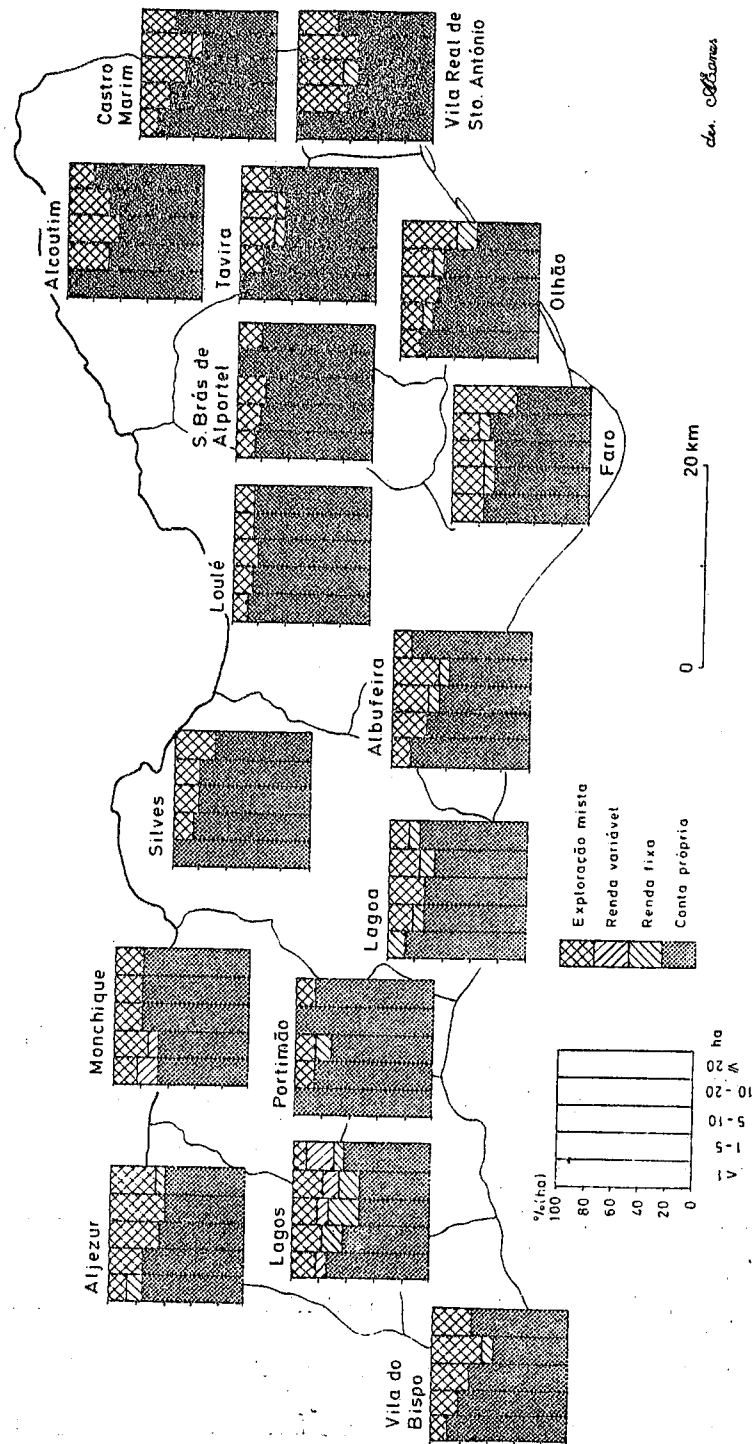 Castro
Marim
Vila Real de
Sto. António
Alcoutim
Tavira
Olhão
S. Brás de
Alportel
Faro
Loulé
Albufeira
Silves
Lagoa
Monchique
Portimão
Aljezur
Lagos
Vila do
Bispo
0 20 km
Exploração mista
Renda variável
Renda fixa
Conta própria
%(ha)
100
80
60
40
20
0
< 1
1 - 5
5 - 10
10 - 20
≥ 20
ha
des.